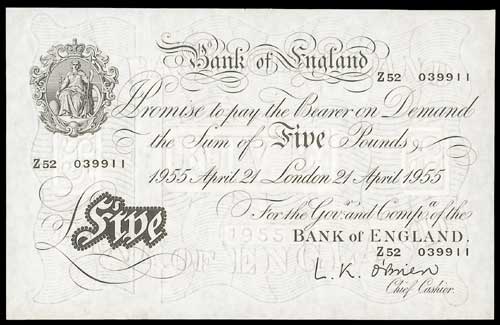 Bank of England
Z52 039911
I Promise to pay the Bearer on Demand
the Sum of Five Pounds
Z52 039911
1955 April 21 London 21 April 1955
For the Govr. and Compa. of the
£Five
BANK OF ENGLAND.
Z52 039911
L. K. O'Brien
Chief Cashier.